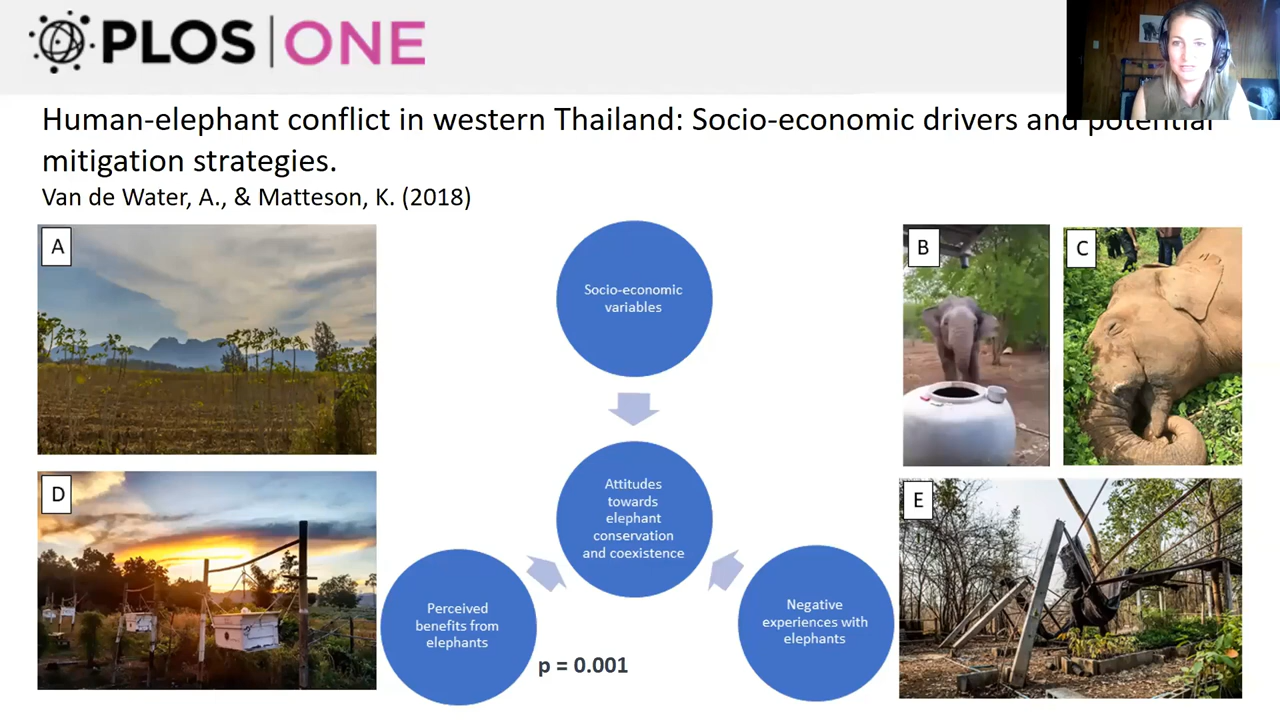 PLOS ONE
Human-elephant conflict in western Thailand: Socio-economic drivers and potential
mitigation strategies.
Van de Water, A., & Matteson, K. (2018)
A
B
C
Socio-economic
variables
D
E
Attitudes
towards
elephant
conservation
and coexistence
Perceived
benefits from
elephants
Negative
experiences with
elephants
p = 0.001